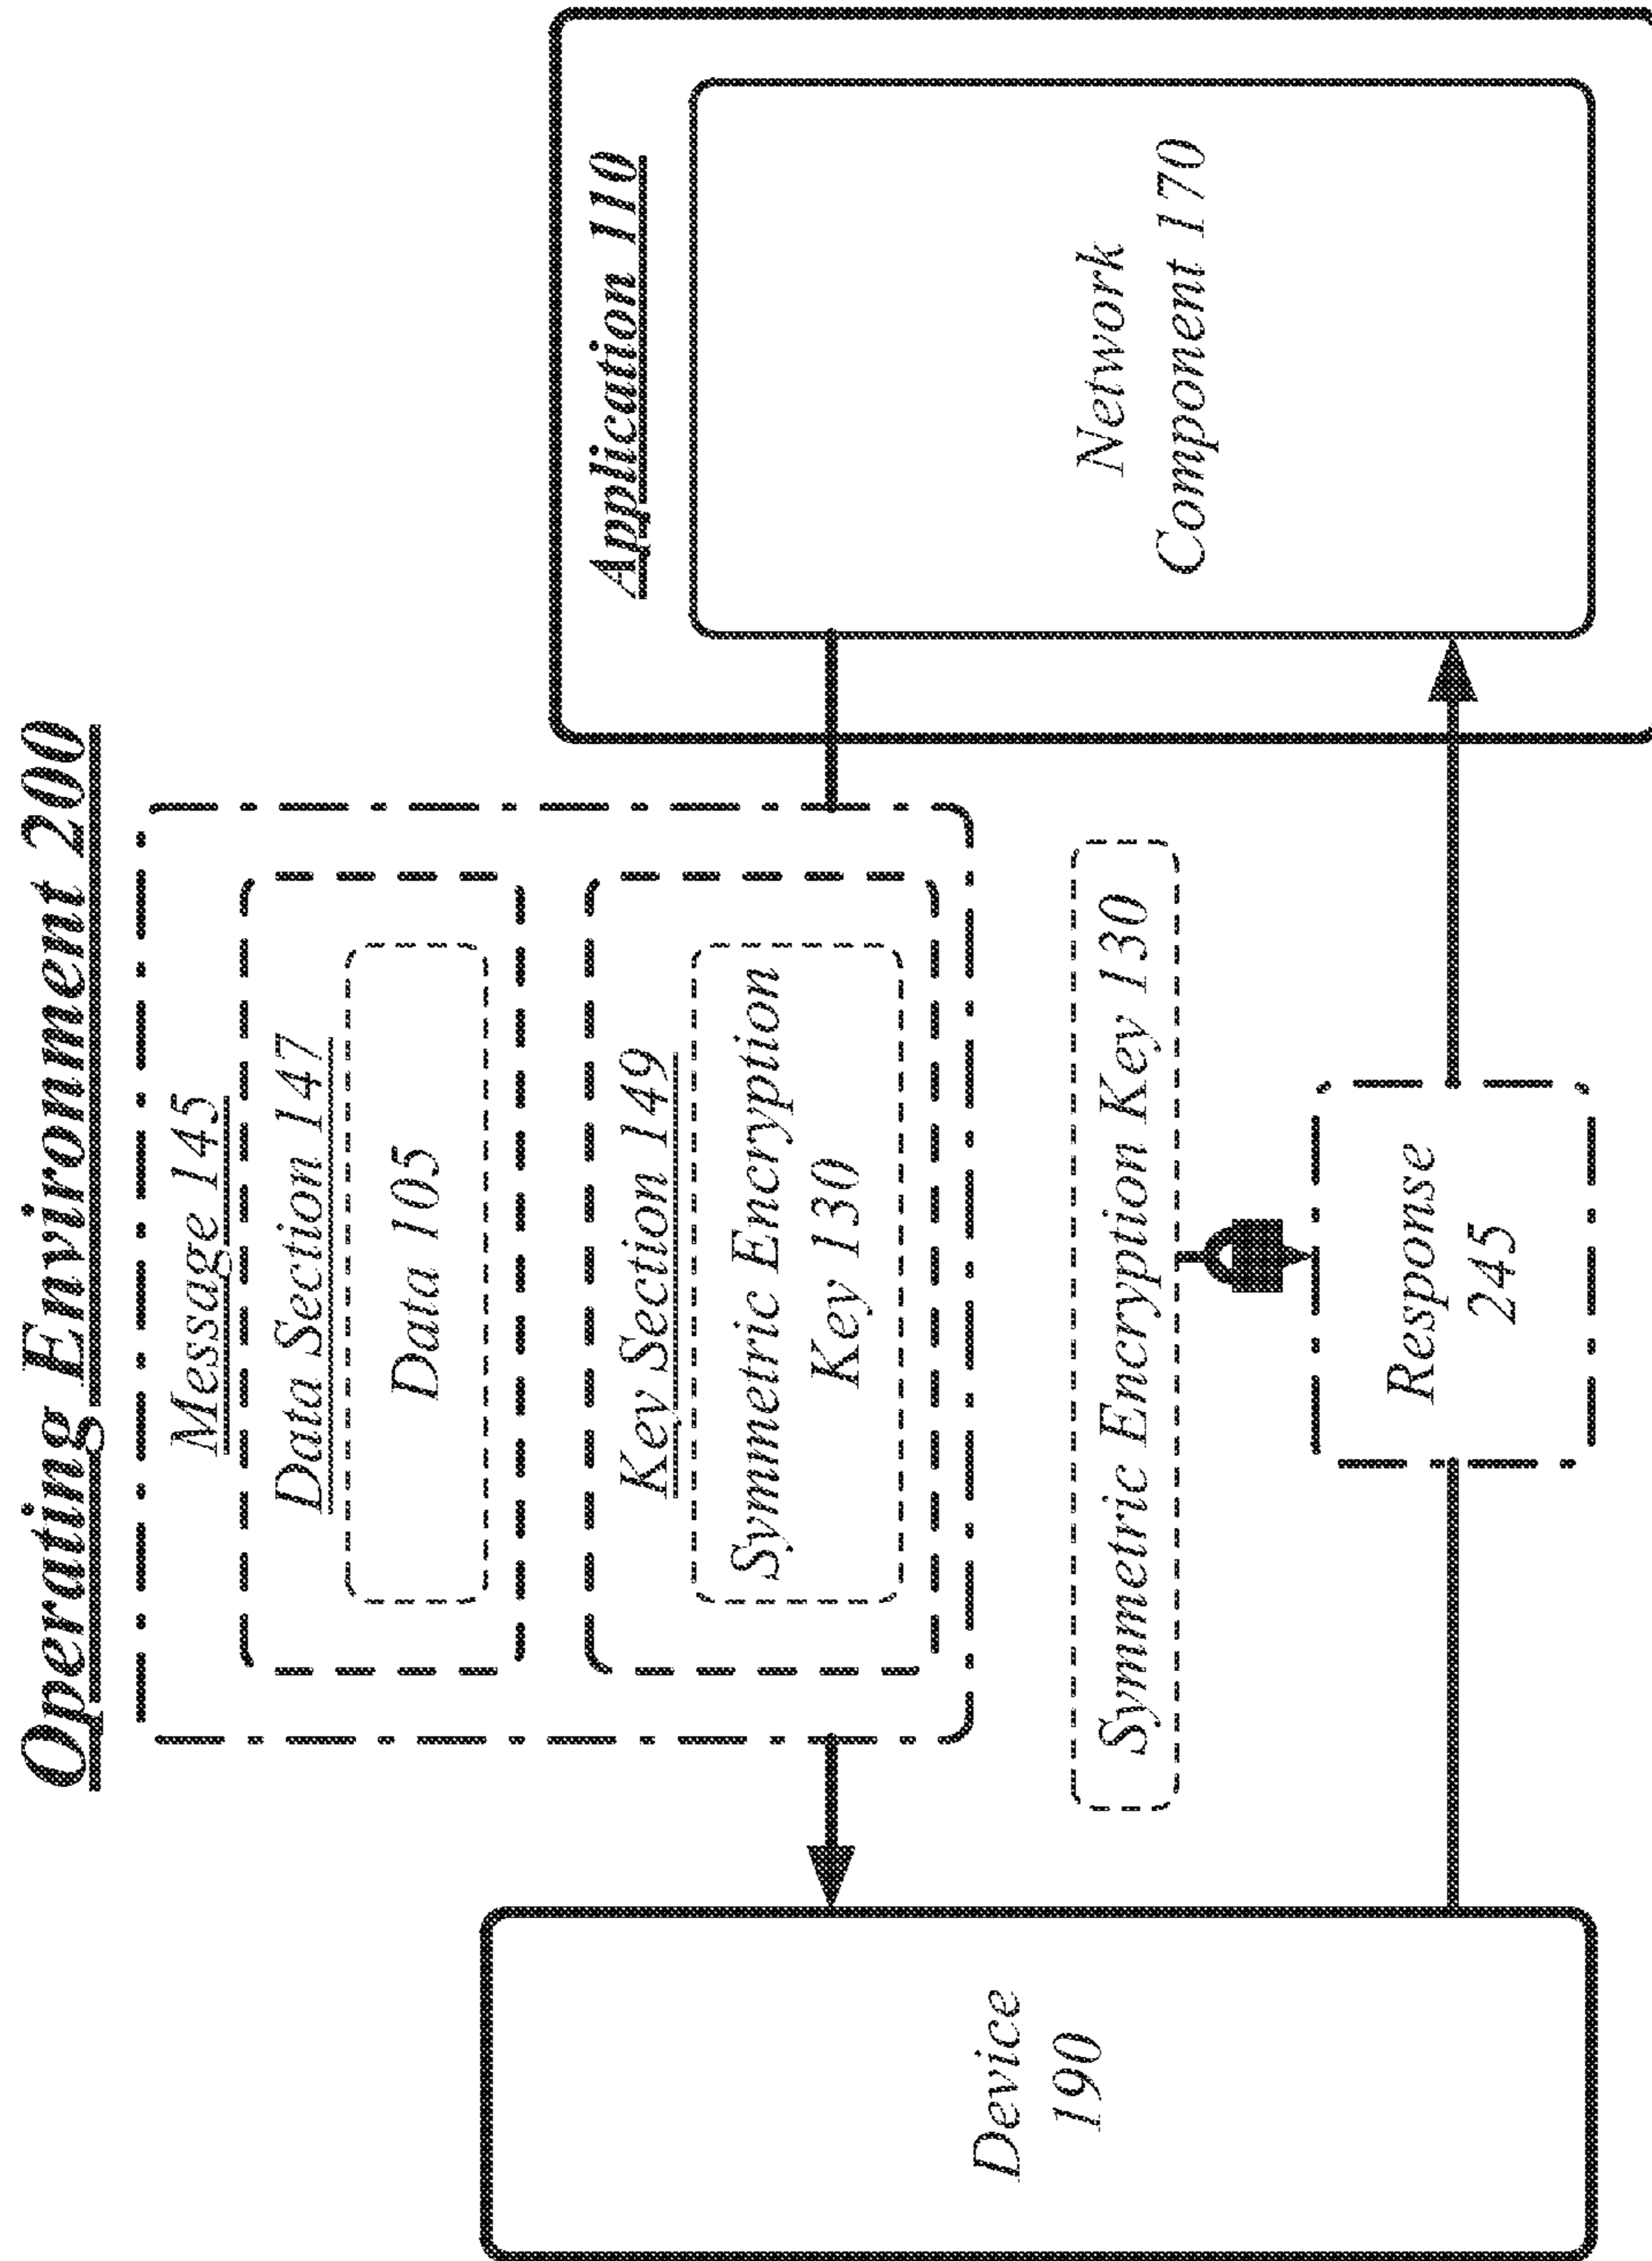 Operating Environment 200
Message 145
Data Section 147
Data 105
Key Section 149
Symmetric Encryption
Key 130
Symmetric Encryption Key 130
Response
245
Device
190
Application 110
Network
Component 170